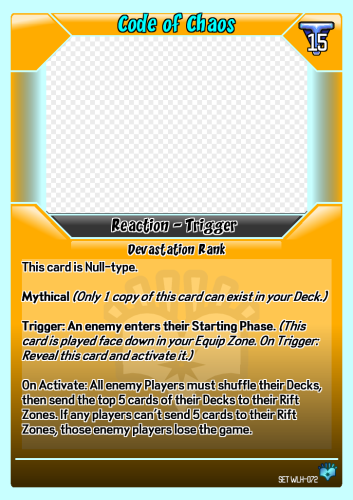 Code of Chaos
15
Reaction - Trigger
Devastation Rank
This card is Null-type.
Mythical (Only 1 copy of this card can exist in your Deck.)
Trigger: An enemy enters their Starting Phase. (This
card is played face down in your Equip Zone. On Trigger:
Reveal this card and activate it.)
On Activate: All enemy Players must shuffle their Decks,
then send the top 5 cards of their Decks to their Rift
Zones. If any players can't send 5 cards to their Rift
Zones, those enemy players lose the game.
SET WLH-072